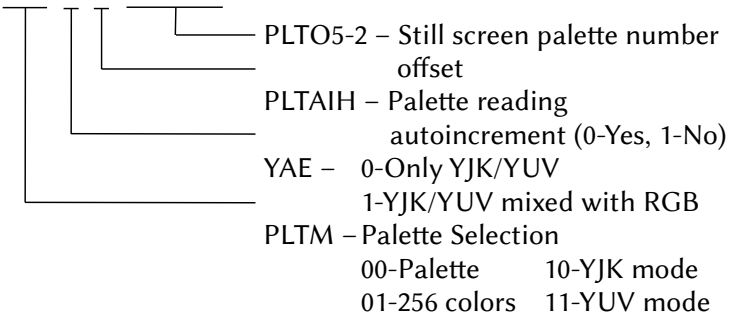 PLTO5-2 – Still screen palette number
offset
PLTAIH – Palette reading
autoincrement (0-Yes, 1-No)
YAE – 0-Only YJK/YUV
1-YJK/YUV mixed with RGB
PLTM – Palette Selection
00-Palette 10-YJK mode
01-256 colors 11-YUV mode